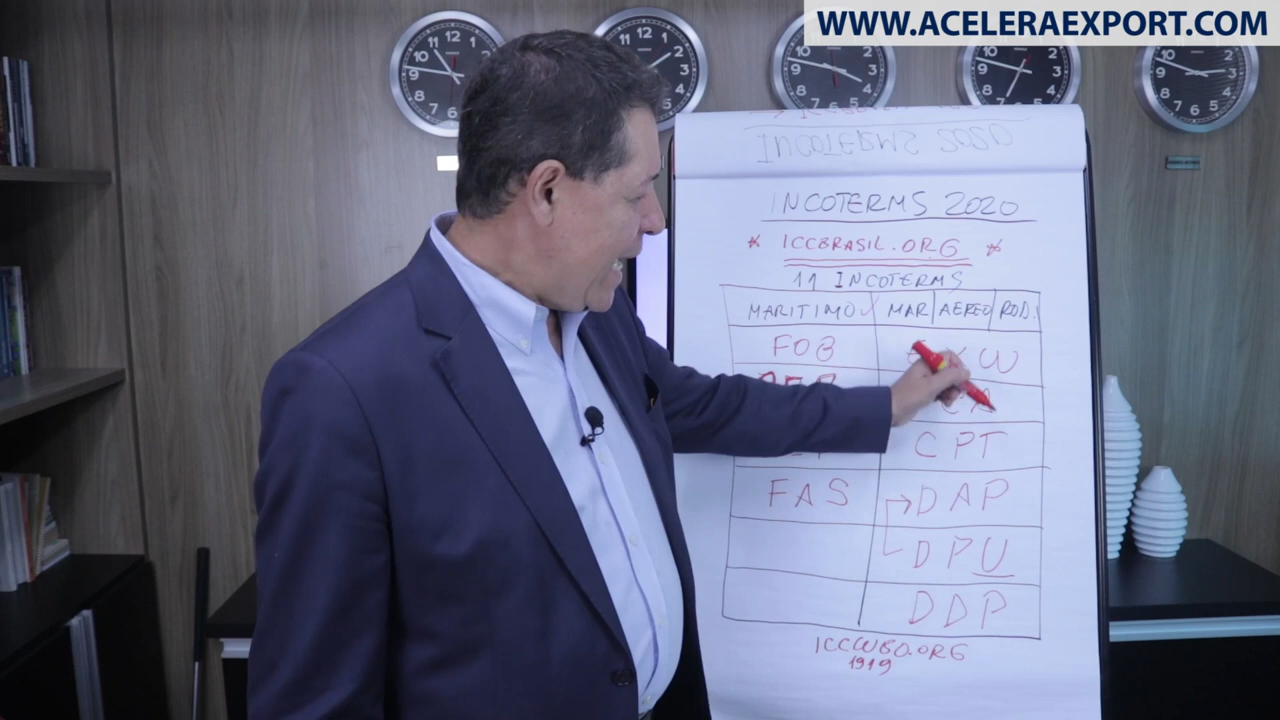 WWW.ACELERAEXPORT.COM
INCOTERMS 2020
INCOTERMS 2020
* ICCBRASIL.ORG *
11 INCOTERMS
MARITIMO MAR AEREO ROD.
FOB
CPT
FAS DAP
DPU
DDP
ICCWBO.ORG
1919